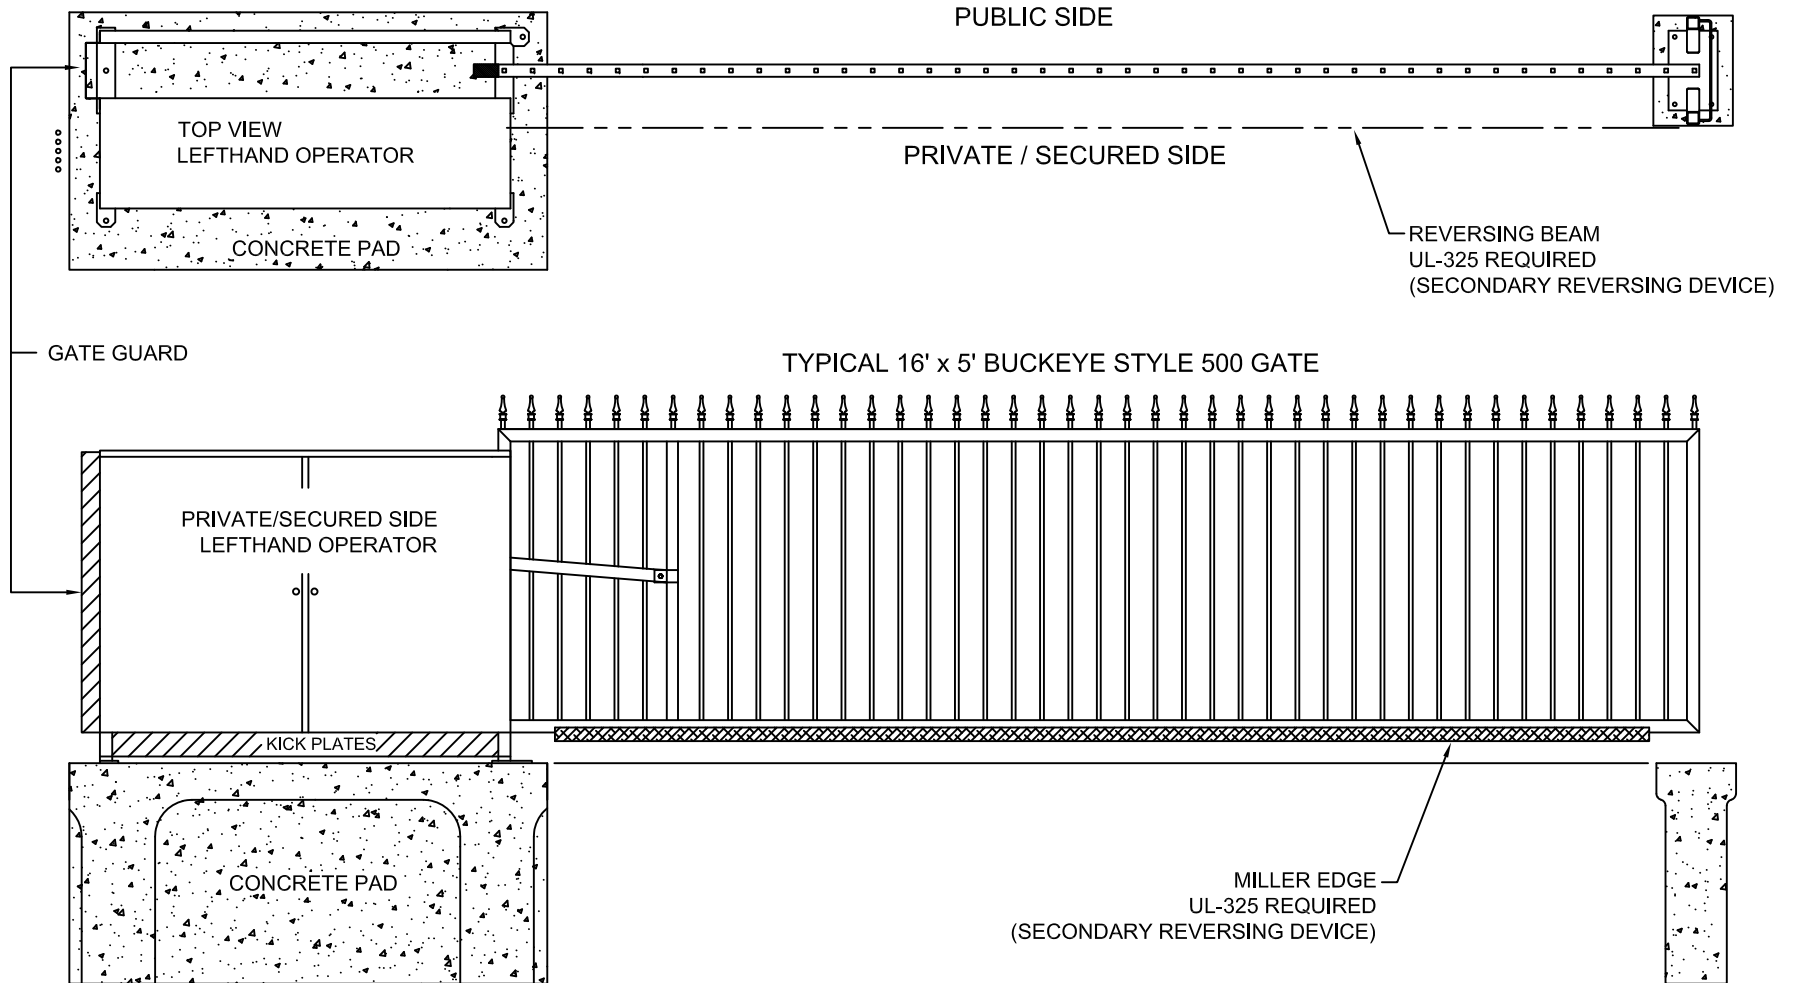 PUBLIC SIDE
TOP VIEW
LEFTHAND OPERATOR
PRIVATE / SECURED SIDE
CONCRETE PAD
REVERSING BEAM
UL-325 REQUIRED
(SECONDARY REVERSING DEVICE)
GATE GUARD
TYPICAL 16' x 5' BUCKEYE STYLE 500 GATE
PRIVATE/SECURED SIDE
LEFTHAND OPERATOR
KICK PLATES
CONCRETE PAD
MILLER EDGE
UL-325 REQUIRED
(SECONDARY REVERSING DEVICE)